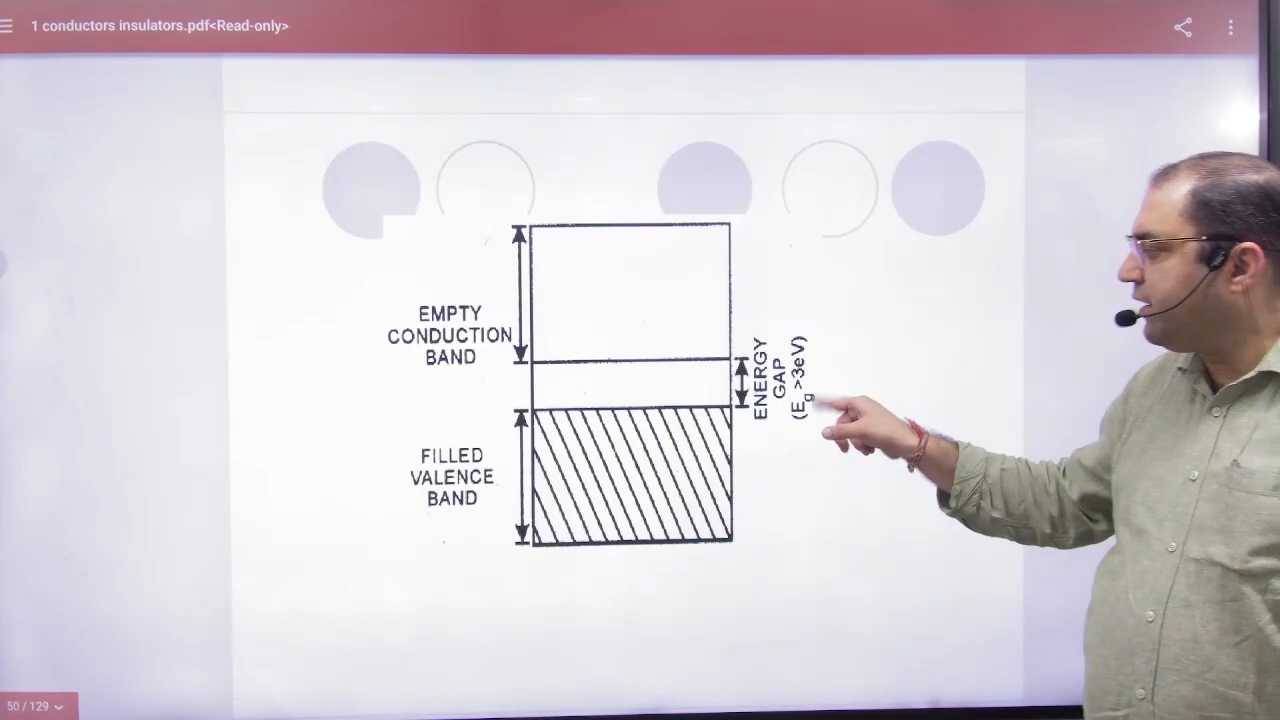 1 conductors insulators.pdf<Read-only>
EMPTY
CONDUCTION
BAND
ENERGY
GAP
(Eg >3eV)
FILLED
VALENCE
BAND
50 / 129